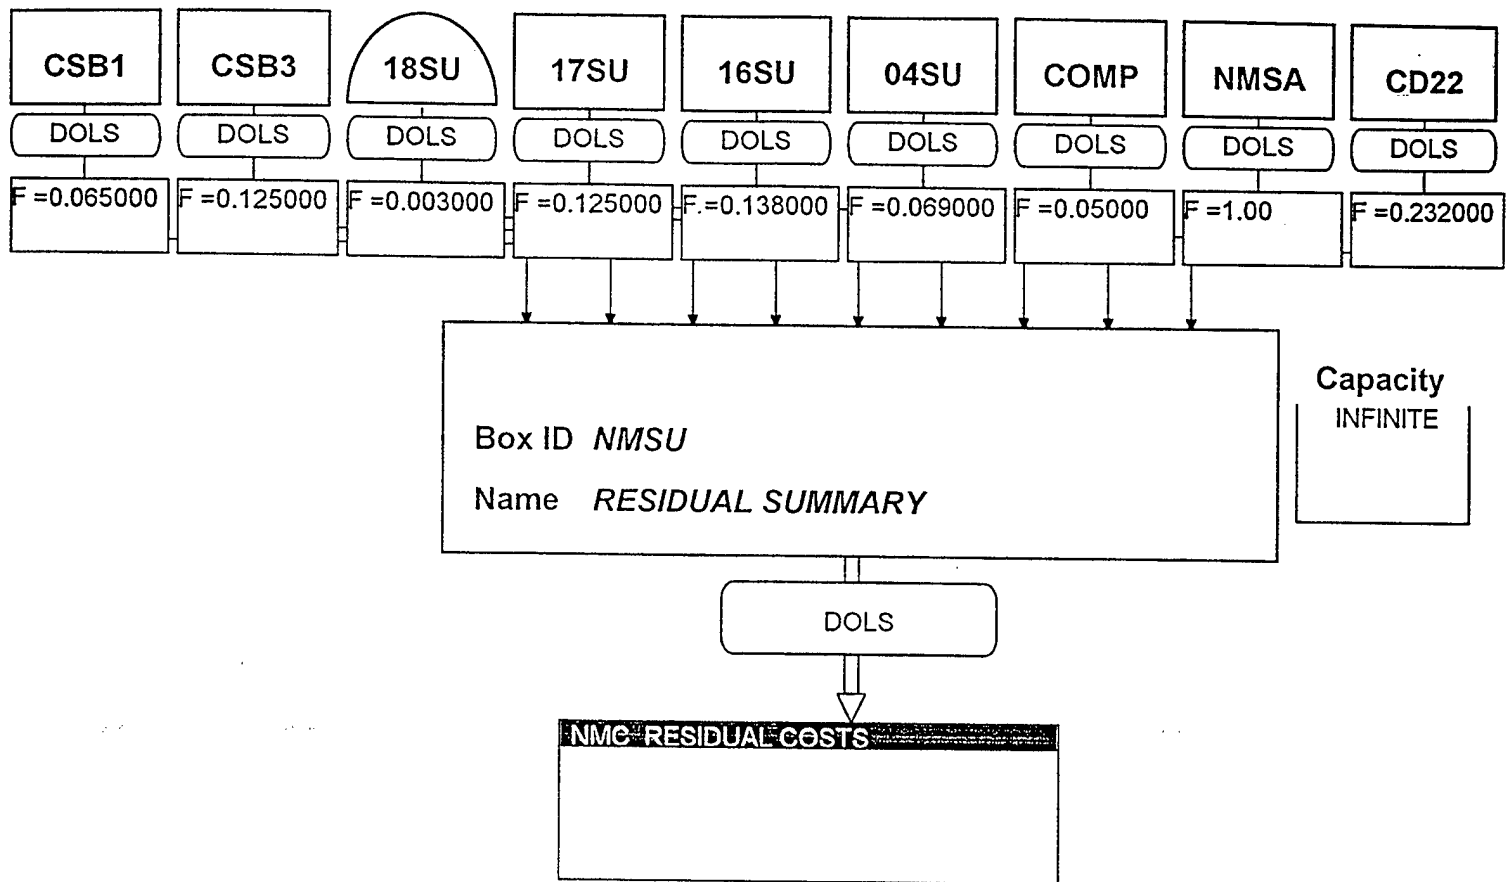 CSB1 CSB3 18SU 17SU 16SU 04SU COMP NMSA CD22
DOLS DOLS DOLS DOLS DOLS DOLS DOLS DOLS DOLS
F =0.065000 F =0.125000 F =0.003000 F =0.125000 F.=0.138000 F =0.069000 F =0.05000 F =1.00 F =0.232000
Capacity
INFINITE
Box ID NMSU
Name RESIDUAL SUMMARY
DOLS
NMC RESIDUAL COSTS